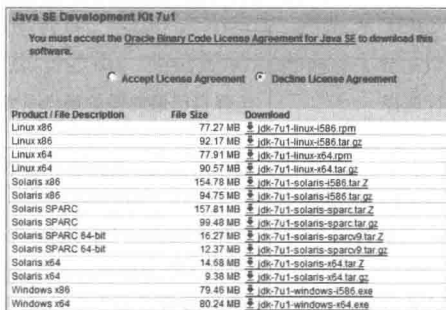 Java SE Development Kit 7u1
You must accept the Oracle Binary Code License Agreement for Java SE to download this
software.
Accept License Agreement Decline License Agreement
Product / File Description File Size Download
Linux x86 77.27 MB jdk-7u1-linux-i586.rpm
Linux x86 92.17 MB jdk-7u1-linux-i586.tar.gz
Linux x64 77.91 MB jdk-7u1-linux-x64.rpm
Linux x64 90.57 MB jdk-7u1-linux-x64.tar.gz
Solaris x86 154.78 MB jdk-7u1-solaris-i586.tar.Z
Solaris x86 94.75 MB jdk-7u1-solaris-i586.tar.gz
Solaris SPARC 157.81 MB jdk-7u1-solaris-sparc.tar.Z
Solaris SPARC 99.48 MB jdk-7u1-solaris-sparc.tar.gz
Solaris SPARC 64-bit 16.27 MB jdk-7u1-solaris-sparcv9.tar.Z
Solaris SPARC 64-bit 12.37 MB jdk-7u1-solaris-sparcv9.tar.gz
Solaris x64 14.68 MB jdk-7u1-solaris-x64.tar.Z
Solaris x64 9.38 MB jdk-7u1-solaris-x64.tar.gz
Windows x86 79.46 MB jdk-7u1-windows-i586.exe
Windows x64 80.24 MB jdk-7u1-windows-x64.exe